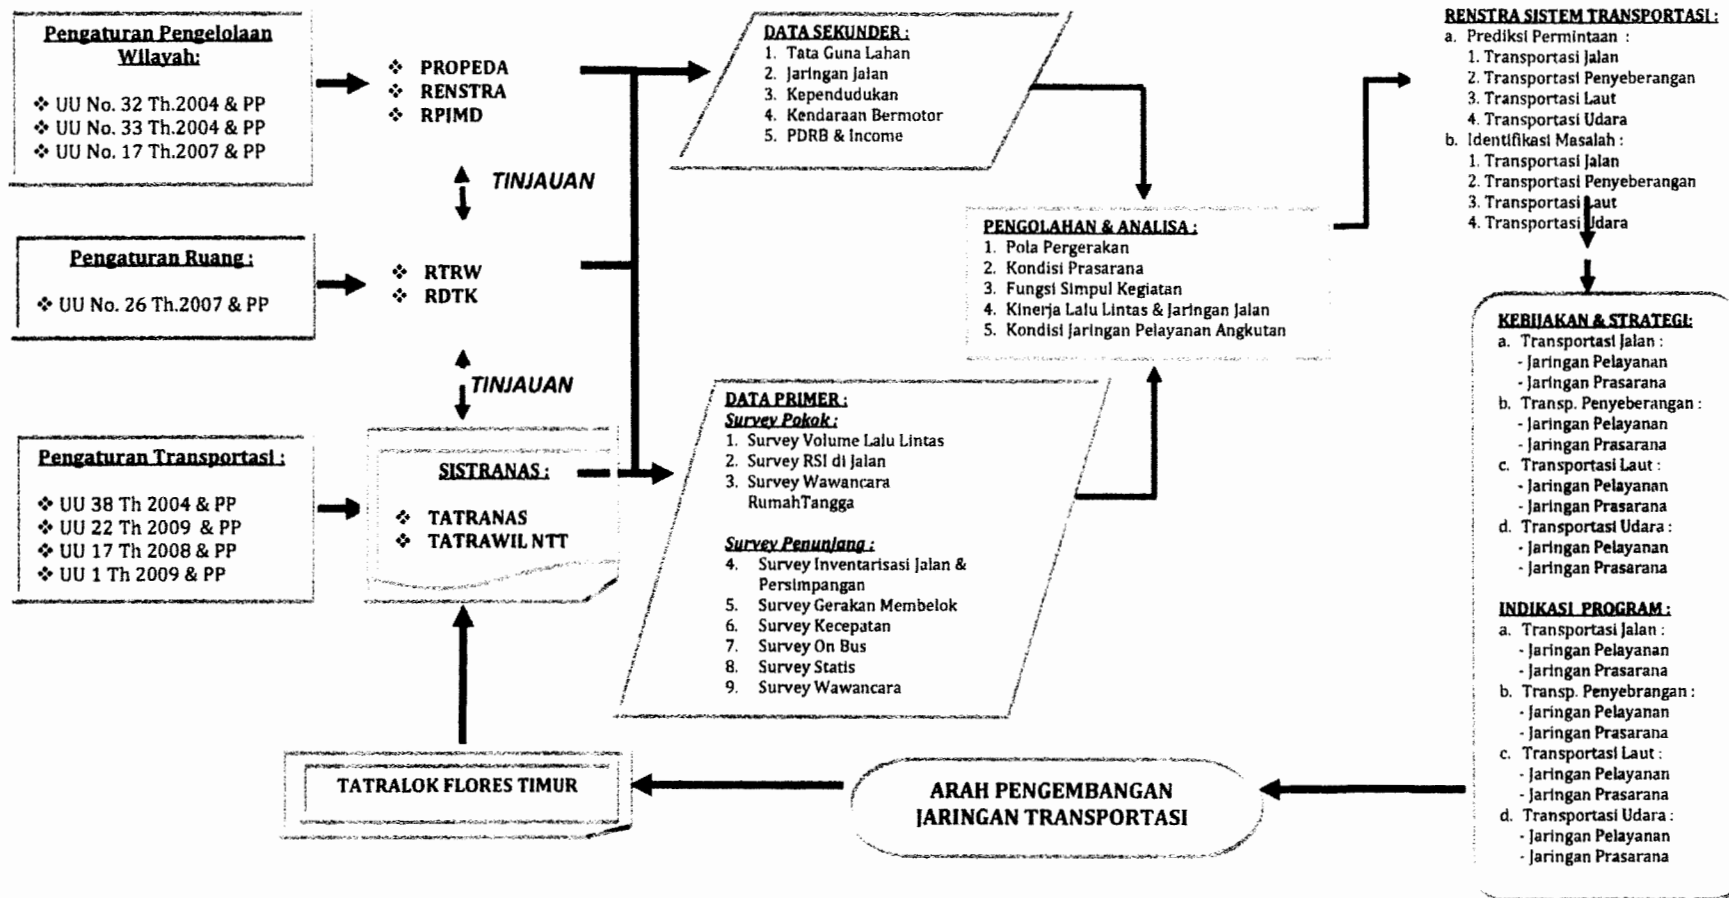 Pengaturan Pengelolaan
Wilayah:
❖ UU No. 32 Th.2004 & PP
❖ UU No. 33 Th.2004 & PP
❖ UU No. 17 Th.2007 & PP
❖ PROPEDA
❖ RENSTRA
❖ RPJMD
TINJAUAN
Pengaturan Ruang :
❖ UU No. 26 Th.2007 & PP
❖ RTRW
❖ RDTK
TINJAUAN
Pengaturan Transportasi :
❖ UU 38 Th 2004 & PP
❖ UU 22 Th 2009 & PP
❖ UU 17 Th 2008 & PP
❖ UU 1 Th 2009 & PP
SISTRANAS :
❖ TATRANAS
❖ TATRAWIL NTT
DATA SEKUNDER :
1. Tata Guna Lahan
2. Jaringan Jalan
3. Kependudukan
4. Kendaraan Bermotor
5. PDRB & Income
DATA PRIMER :
Survey Pokok :
1. Survey Volume Lalu Lintas
2. Survey RSI di Jalan
3. Survey Wawancara
RumahTangga
Survey Penunjang :
4. Survey Inventarisasi Jalan &
Persimpangan
5. Survey Gerakan Membelok
6. Survey Kecepatan
7. Survey On Bus
8. Survey Statis
9. Survey Wawancara
PENGOLAHAN & ANALISA :
1. Pola Pergerakan
2. Kondisi Prasarana
3. Fungsi Simpul Kegiatan
4. Kinerja Lalu Lintas & Jaringan Jalan
5. Kondisi Jaringan Pelayanan Angkutan
RENSTRA SISTEM TRANSPORTASI :
a. Prediksi Permintaan :
1. Transportasi Jalan
2. Transportasi Penyeberangan
3. Transportasi Laut
4. Transportasi Udara
b. Identifikasi Masalah :
1. Transportasi Jalan
2. Transportasi Penyeberangan
3. Transportasi Laut
4. Transportasi Udara
KEBIJAKAN & STRATEGI:
a. Transportasi Jalan :
- Jaringan Pelayanan
- Jaringan Prasarana
b. Transp. Penyeberangan :
- Jaringan Pelayanan
- Jaringan Prasarana
c. Transportasi Laut :
- Jaringan Pelayanan
- Jaringan Prasarana
d. Transportasi Udara :
- Jaringan Pelayanan
- Jaringan Prasarana
INDIKASI PROGRAM :
a. Transportasi Jalan :
- Jaringan Pelayanan
- Jaringan Prasarana
b. Transp. Penyebrangan :
- Jaringan Pelayanan
- Jaringan Prasarana
c. Transportasi Laut :
- Jaringan Pelayanan
- Jaringan Prasarana
d. Transportasi Udara :
- Jaringan Pelayanan
- Jaringan Prasarana
ARAH PENGEMBANGAN
JARINGAN TRANSPORTASI
TATRALOK FLORES TIMUR